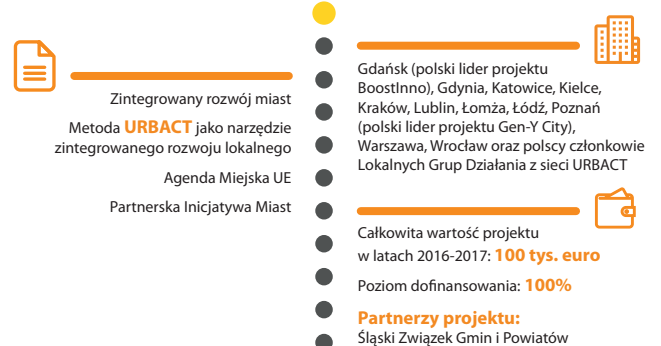 Zintegrowany rozwój miast
Metoda URBACT jako narzędzie
zintegrowanego rozwoju lokalnego
Agenda Miejska UE
Partnerska Inicjatywa Miast
Gdańsk (polski lider projektu
BoostInno), Gdynia, Katowice, Kielce,
Kraków, Lublin, Łomża, Łódź, Poznań
(polski lider projektu Gen-Y City),
Warszawa, Wrocław oraz polscy członkowie
Lokalnych Grup Działania z sieci URBACT
Całkowita wartość projektu
w latach 2016-2017: 100 tys. euro
Poziom dofinansowania: 100%
Partnerzy projektu:
Śląski Związek Gmin i Powiatów